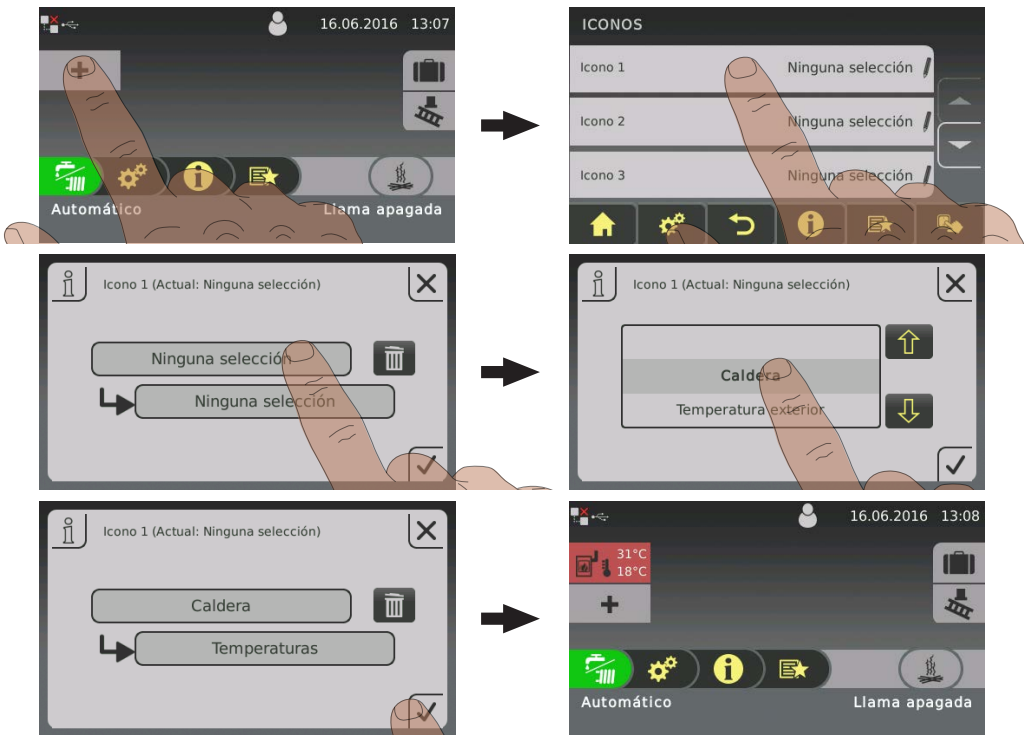 16.06.2016 13:07
Automático
Llama apagada
ICONOS
Icono 1 Ninguna selección
Icono 2 Ninguna selección
Icono 3 Ninguna selección
Icono 1 (Actual: Ninguna selección)
Ninguna selección
Ninguna selección
Icono 1 (Actual: Ninguna selección)
Caldera
Temperatura exterior
Icono 1 (Actual: Ninguna selección)
Caldera
Temperaturas
16.06.2016 13:08
31°C
18°C
Automático
Llama apagada